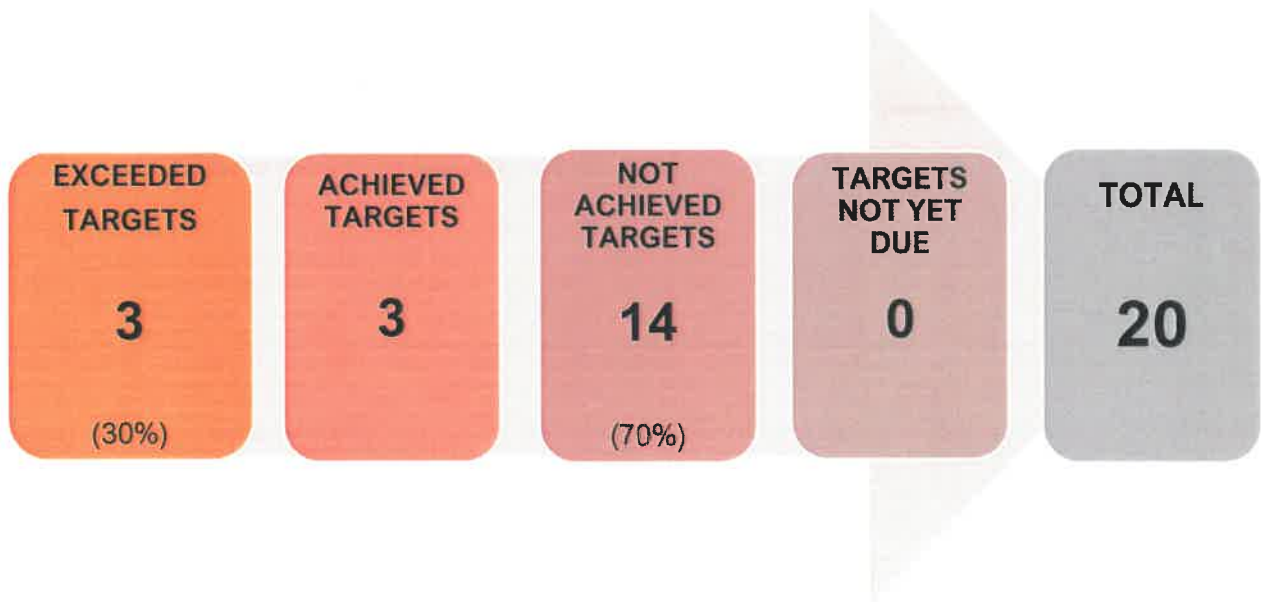 EXCEEDED
TARGETS
3
(30%)
ACHIEVED
TARGETS
3
NOT
ACHIEVED
TARGETS
14
(70%)
TARGETS
NOT YET
DUE
0
TOTAL
20